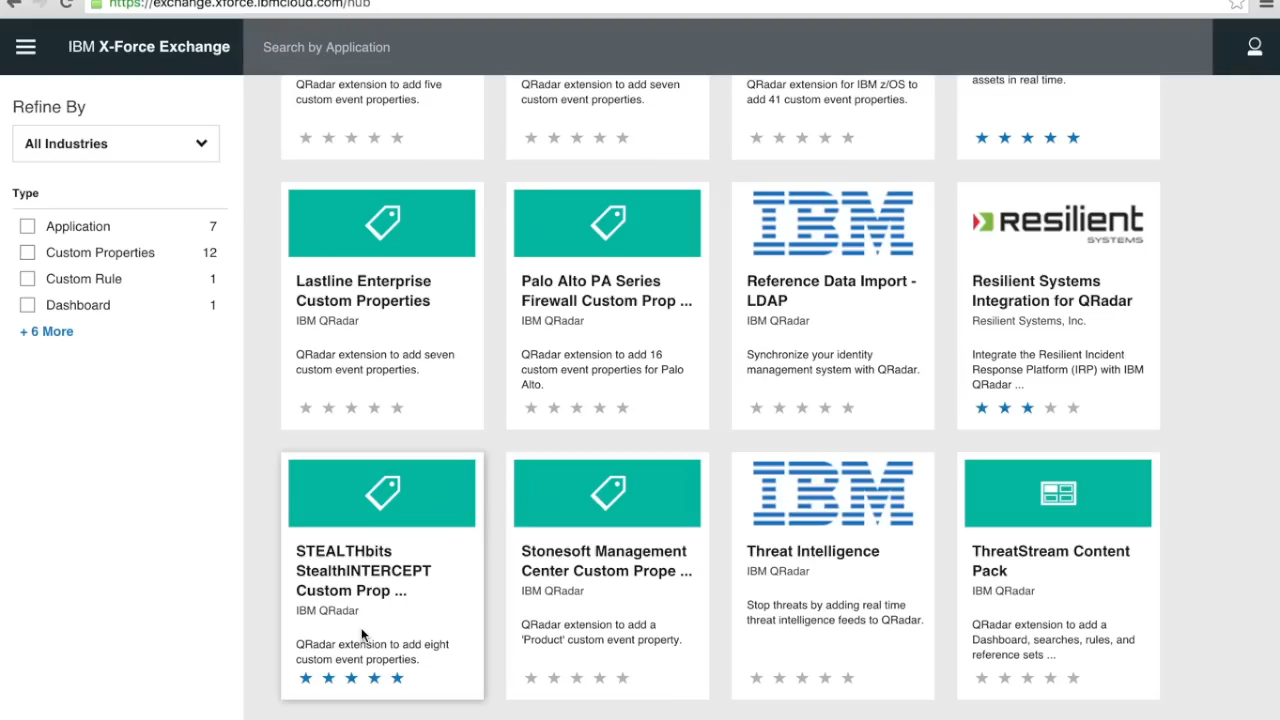 https://exchange.xforce.ibmcloud.com/hub
IBM X-Force Exchange
Search by Application
Refine By
All Industries
Type
Application 7
Custom Properties 12
Custom Rule 1
Dashboard 1
+ 6 More
QRadar extension to add five
custom event properties.
QRadar extension to add seven
custom event properties.
QRadar extension for IBM z/OS to
add 41 custom event properties.
assets in real time.
Lastline Enterprise
Custom Properties
IBM QRadar
QRadar extension to add seven
custom event properties.
Palo Alto PA Series
Firewall Custom Prop ...
IBM QRadar
QRadar extension to add 16
custom event properties for Palo
Alto.
IBM
Reference Data Import -
LDAP
IBM QRadar
Synchronize your identity
management system with QRadar.
resilient
SYSTEMS
Resilient Systems
Integration for QRadar
Resilient Systems, Inc.
Integrate the Resilient Incident
Response Platform (IRP) with IBM
QRadar ...
STEALTHbits
StealthINTERCEPT
Custom Prop ...
IBM QRadar
QRadar extension to add eight
custom event properties.
Stonesoft Management
Center Custom Prope ...
IBM QRadar
QRadar extension to add a
'Product' custom event property.
IBM
Threat Intelligence
IBM QRadar
Stop threats by adding real time
threat intelligence feeds to QRadar.
ThreatStream Content
Pack
IBM QRadar
QRadar extension to add a
Dashboard, searches, rules, and
reference sets ...